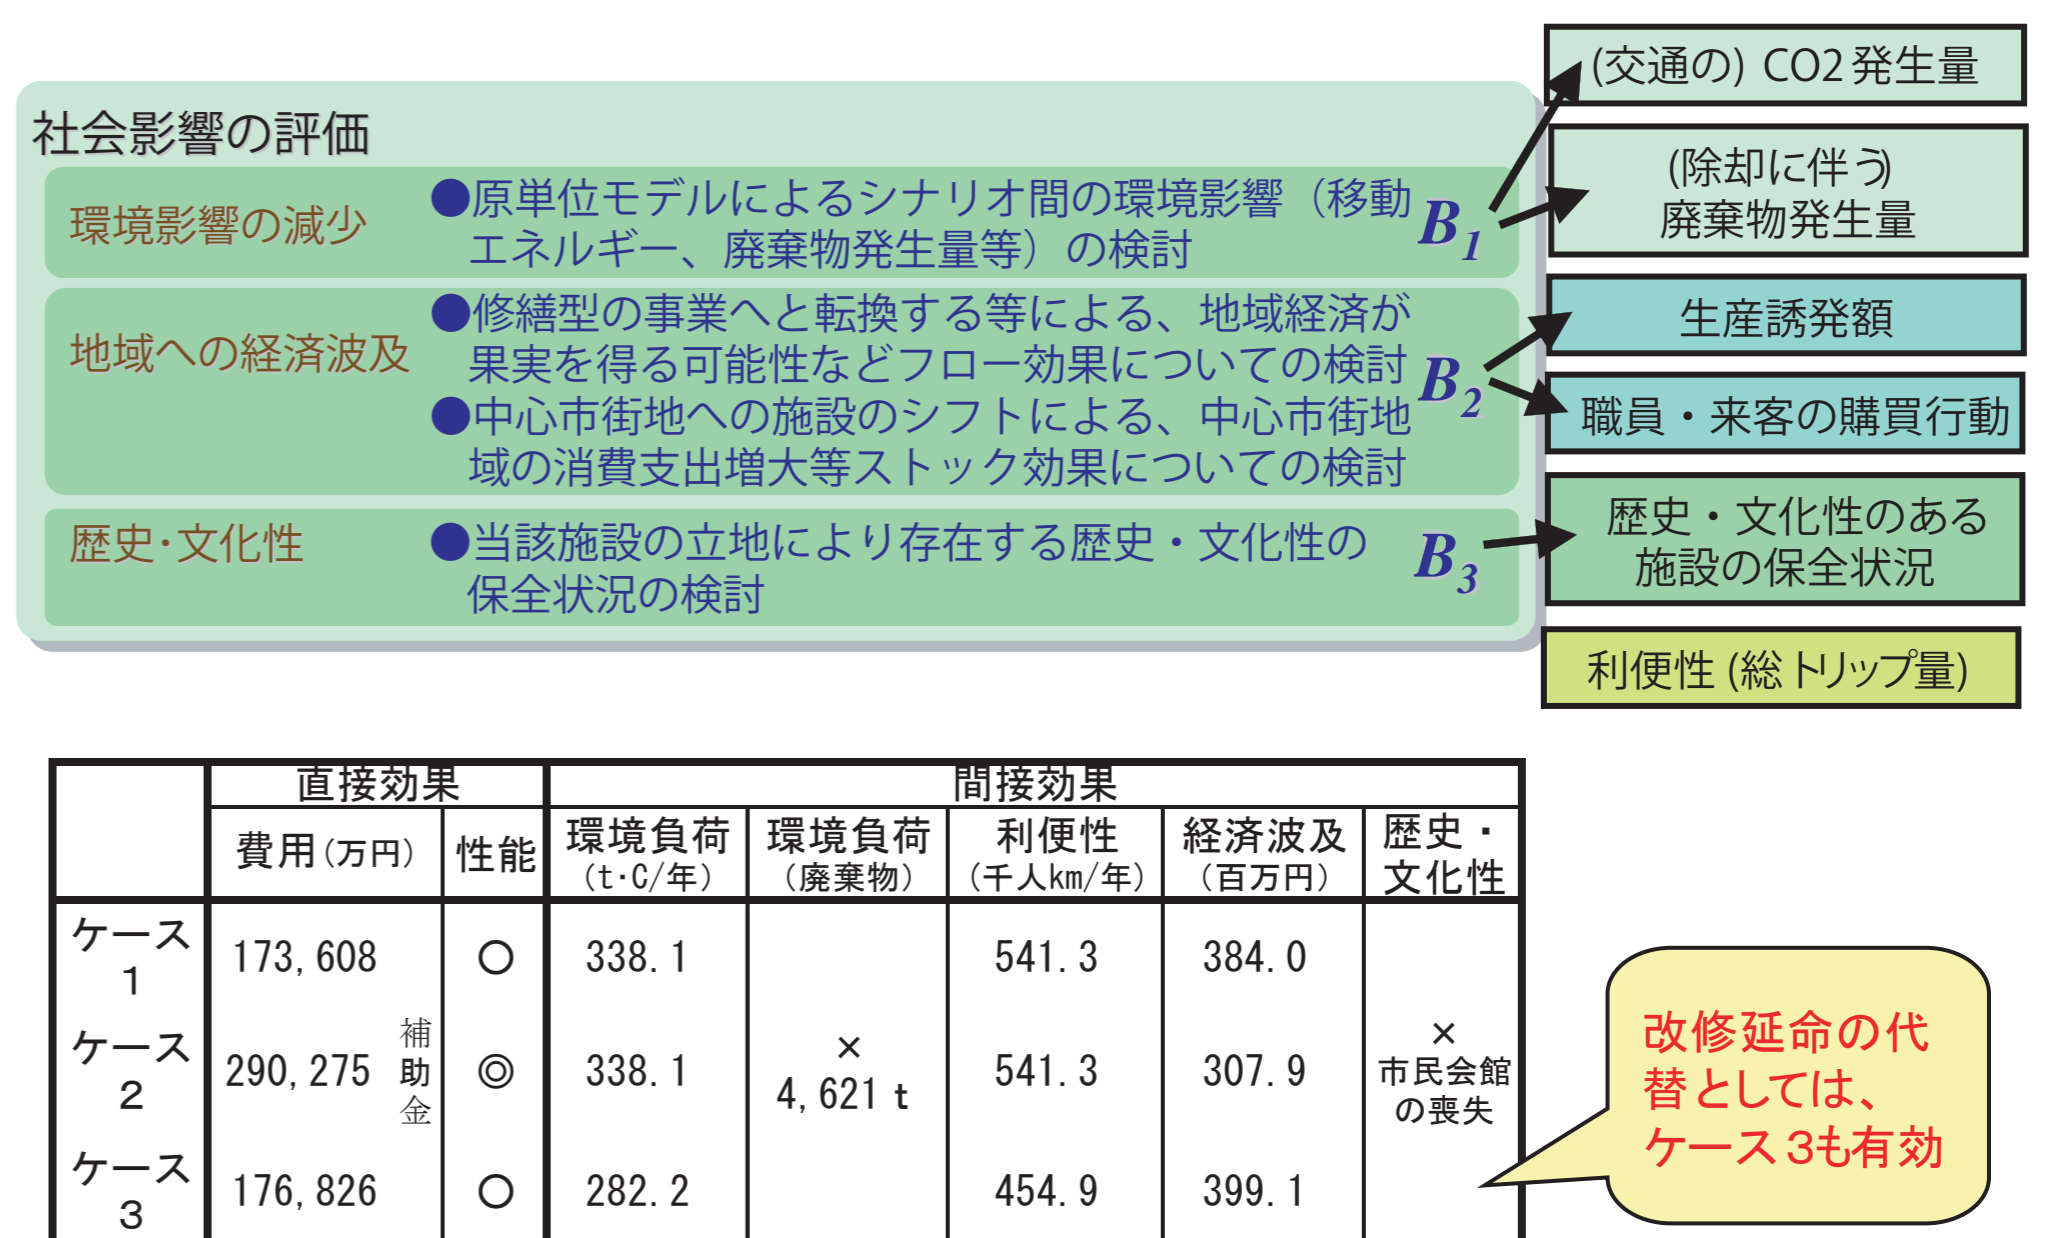 社会影響の評価
環境影響の減少
●原単位モデルによるシナリオ間の環境影響（移動
エネルギー、廃棄物発生量等）の検討
B1
地域への経済波及
●修繕型の事業へと転換する等による、地域経済が
果実を得る可能性などフロー効果についての検討
●中心市街地への施設のシフトによる、中心市街地
域の消費支出増大等ストック効果についての検討
B2
歴史･文化性
●当該施設の立地により存在する歴史・文化性の
保全状況の検討
B3
(交通の) CO2発生量
(除却に伴う)
廃棄物発生量
生産誘発額
職員・来客の購買行動
歴史・文化性のある
施設の保全状況
利便性(総トリップ量)
直接効果 間接効果
費用(万円) 性能 環境負荷 環境負荷 利便性 経済波及 歴史・
(t･C/年) (廃棄物) (千人km/年) (百万円) 文化性
ケース
1
173,608 ○ 338.1 541.3 384.0
ケース
2
290,275 補助金 ◎ 338.1 541.3 307.9
×
4,621 t
×
市民会館
の喪失
ケース
3
176,826 ○ 282.2 454.9 399.1
改修延命の代
替としては、
ケース3も有効